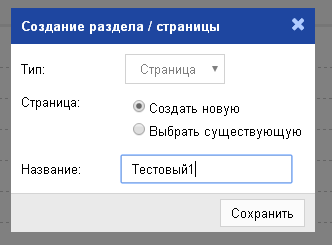 Создание раздела / страницы
Тип: Страница
Страница: Создать новую
Выбрать существующую
Название: Тестовый1
Сохранить